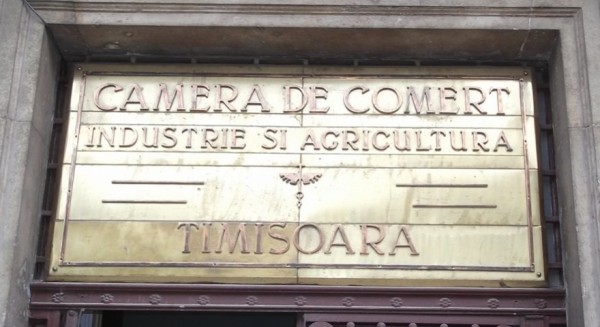 CAMERA DE COMERT
INDUSTRIE SI AGRICULTURA
TIMISOARA